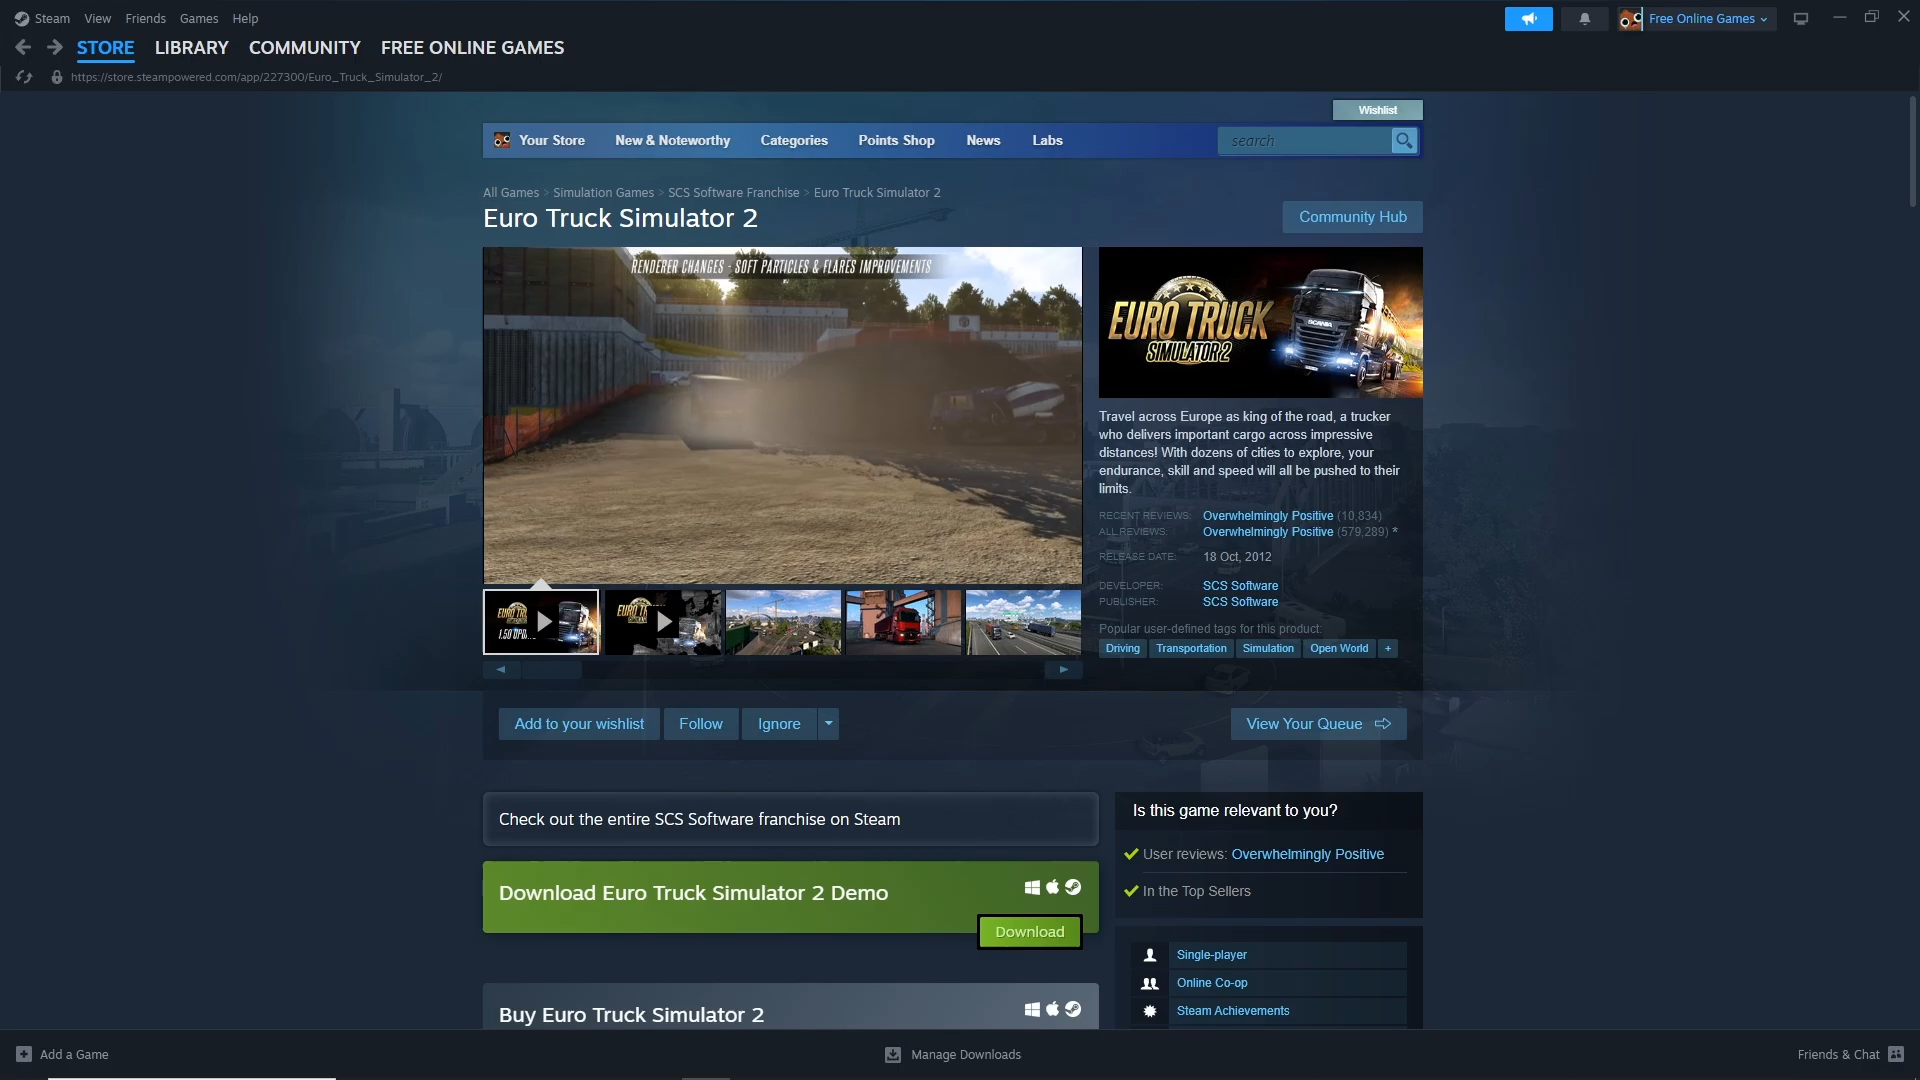 Steam View Friends Games Help
Free Online Games
STORE LIBRARY COMMUNITY FREE ONLINE GAMES
https://store.steampowered.com/app/227300/Euro_Truck_Simulator_2/
Wishlist
Your Store New & Noteworthy Categories Points Shop News Labs
search
All Games > Simulation Games > SCS Software Franchise > Euro Truck Simulator 2
Euro Truck Simulator 2
Community Hub
RENDERER CHANGES - SOFT PARTICLES & FLARES IMPROVEMENTS
EURO TRUCK
SIMULATOR 2
SCANIA
Travel across Europe as king of the road, a trucker
who delivers important cargo across impressive
distances! With dozens of cities to explore, your
endurance, skill and speed will all be pushed to their
limits.
RECENT REVIEWS: Overwhelmingly Positive (10,834)
ALL REVIEWS: Overwhelmingly Positive (579,289) *
RELEASE DATE: 18 Oct, 2012
DEVELOPER: SCS Software
PUBLISHER: SCS Software
Popular user-defined tags for this product:
Driving Transportation Simulation Open World +
Add to your wishlist Follow Ignore
View Your Queue
Check out the entire SCS Software franchise on Steam
Download Euro Truck Simulator 2 Demo
Download
Buy Euro Truck Simulator 2
Is this game relevant to you?
User reviews: Overwhelmingly Positive
In the Top Sellers
Single-player
Online Co-op
Steam Achievements
Add a Game
Manage Downloads
Friends & Chat